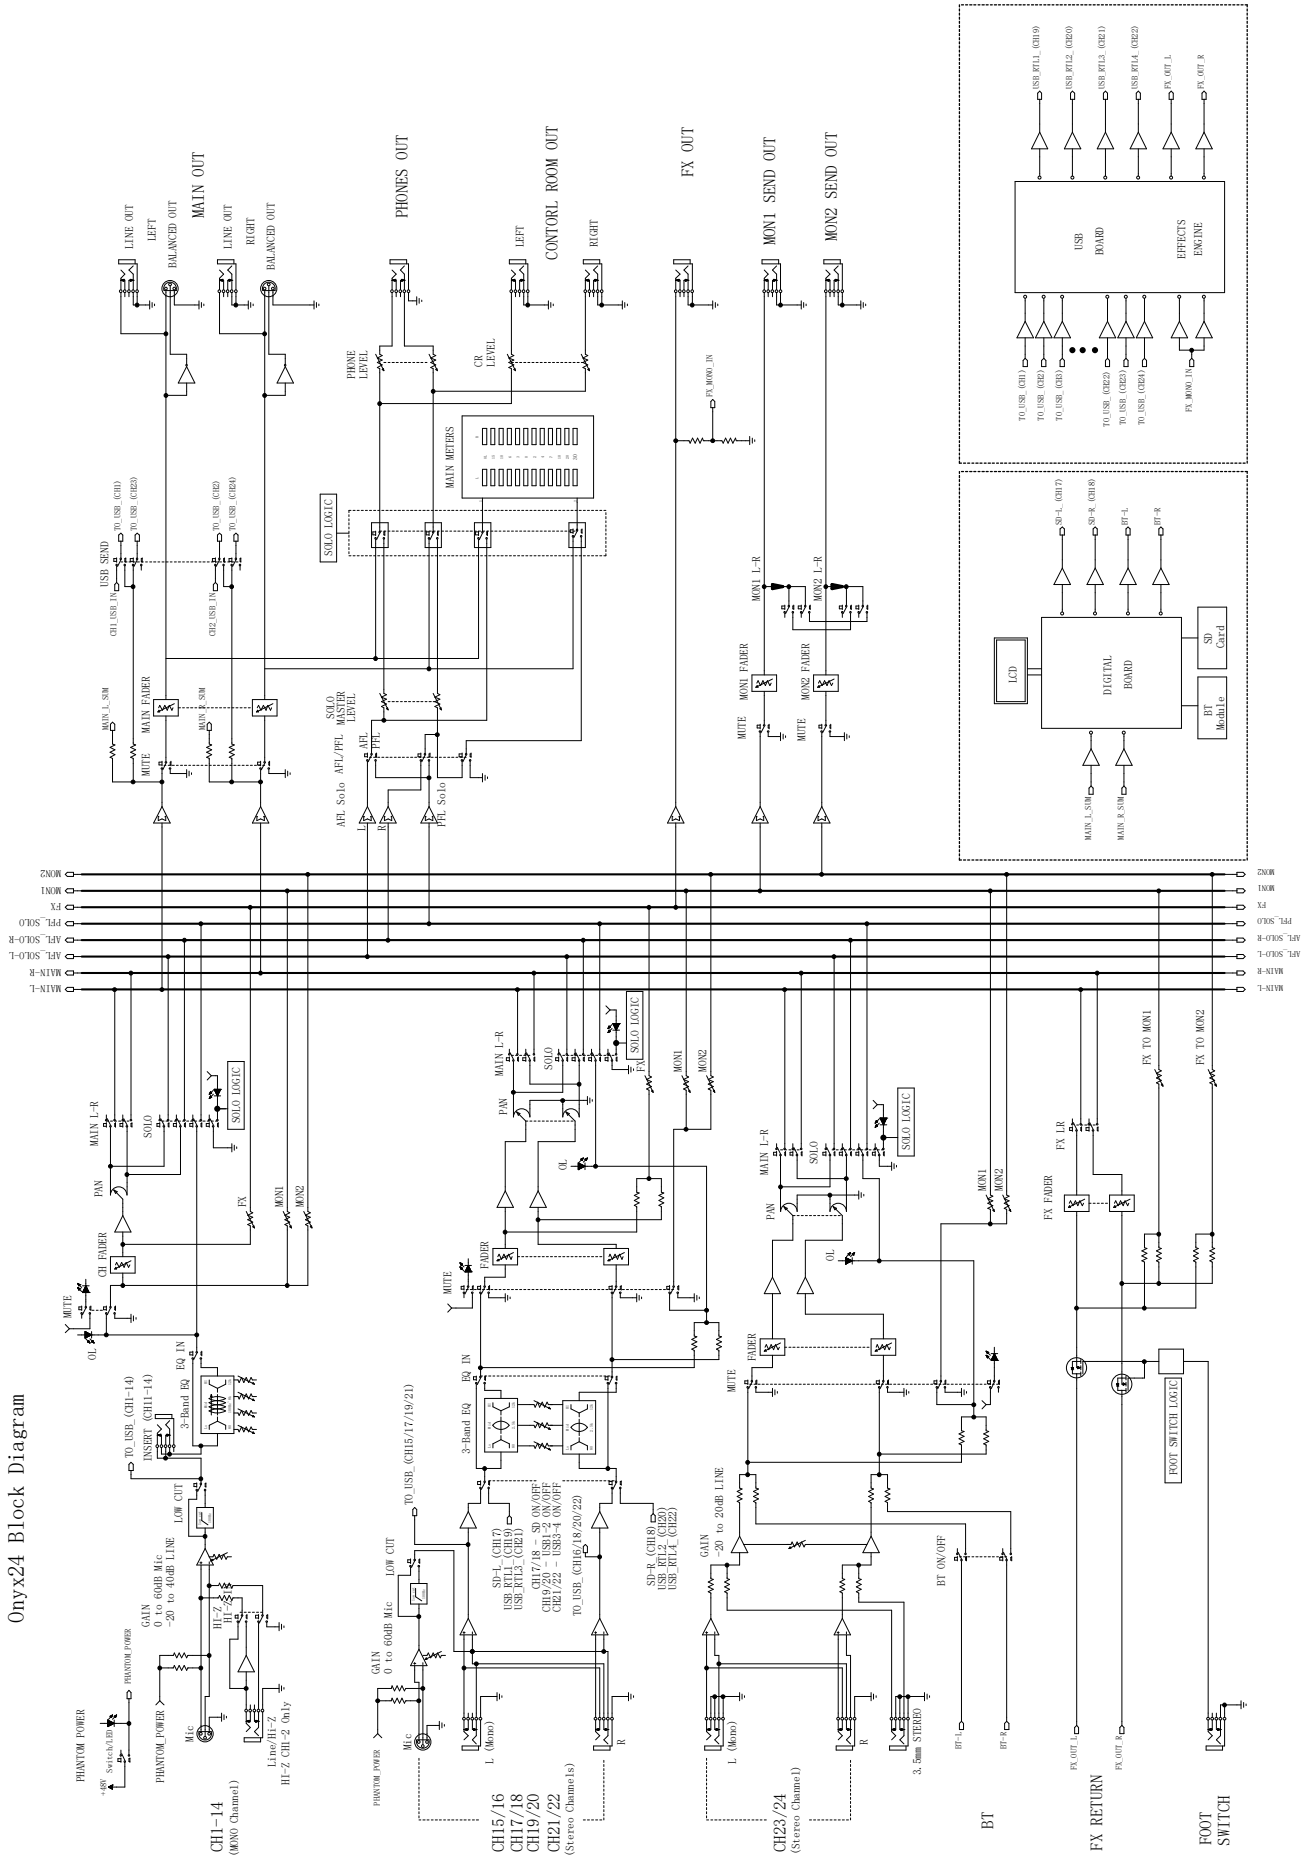 Onyx24 Block Diagram
PHANTOM POWER
+48V
Switch/LED
PHANTOM_POWER
PHANTOM_POWER
Mic
GAIN
0 to 60dB Mic
-20 to 40dB LINE
HI-Z
HI-Z
Line/Hi-Z
HI-Z CH1-2 Only
CH1-14
(MONO Channel)
LOW CUT
TO_USB_(CH1-14)
INSERT (CH11-14)
3-Band EQ
EQ IN
OL
MUTE
CH FADER
PAN
MAIN L-R
SOLO
SOLO LOGIC
FX
MON1
MON2
PHANTOM_POWER
Mic
GAIN
0 to 60dB Mic
LOW CUT
TO_USB_(CH15/17/19/21)
L (Mono)
R
CH15/16
CH17/18
CH19/20
CH21/22
(Stereo Channels)
SD-L_(CH17)
USB_RTL1_(CH19)
USB_RTL3_(CH21)
CH17/18 - SD ON/OFF
CH19/20 - USB1-2 ON/OFF
CH21/22 - USB3-4 ON/OFF
TO_USB_(CH16/18/20/22)
SD-R_(CH18)
USB_RTL2_(CH20)
USB_RTL4_(CH22)
3-Band EQ
EQ IN
MUTE
FADER
OL
PAN
MAIN L-R
SOLO
SOLO LOGIC
FX
MON1
MON2
L (Mono)
R
3.5mm STEREO
CH23/24
(Stereo Channel)
GAIN
-20 to 20dB LINE
MUTE
FADER
OL
PAN
MAIN L-R
SOLO
SOLO LOGIC
MON1
MON2
BT
BT-L
BT-R
BT ON/OFF
FX RETURN
FX_OUT_L
FX_OUT_R
FX FADER
FX LR
FX TO MON1
FX TO MON2
FOOT
SWITCH
FOOT SWITCH LOGIC
MON2
MON1
FX
PFL_SOLO
AFL_SOLO-R
AFL_SOLO-L
MAIN-R
MAIN-L
MON2
MON1
FX
PFL_SOLO
AFL_SOLO-R
AFL_SOLO-L
MAIN-R
MAIN-L
MUTE
MAIN_L_SUM
MAIN FADER
MAIN_R_SUM
CH1_USB_IN
USB SEND
TO_USB_(CH1)
TO_USB_(CH23)
CH2_USB_IN
TO_USB_(CH2)
TO_USB_(CH24)
LINE OUT
LEFT
BALANCED OUT
MAIN OUT
LINE OUT
RIGHT
BALANCED OUT
AFL Solo
L
R
PFL Solo
AFL/PFL
AFL
PFL
SOLO
MASTER
LEVEL
SOLO LOGIC
MAIN METERS
PHONE
LEVEL
CR
LEVEL
PHONES OUT
LEFT
CONTORL ROOM OUT
RIGHT
FX_MONO_IN
FX OUT
MUTE
MON1 FADER
MON1 L-R
MON1 SEND OUT
MUTE
MON2 FADER
MON2 L-R
MON2 SEND OUT
MAIN_L_SUM
MAIN_R_SUM
LCD
DIGITAL
BOARD
BT
Module
SD
Card
SD-L_(CH17)
SD-R_(CH18)
BT-L
BT-R
TO_USB_(CH1)
TO_USB_(CH2)
TO_USB_(CH3)
TO_USB_(CH22)
TO_USB_(CH23)
TO_USB_(CH24)
FX_MONO_IN
USB
BOARD
EFFECTS
ENGINE
USB_RTL1_(CH19)
USB_RTL2_(CH20)
USB_RTL3_(CH21)
USB_RTL4_(CH22)
FX_OUT_L
FX_OUT_R